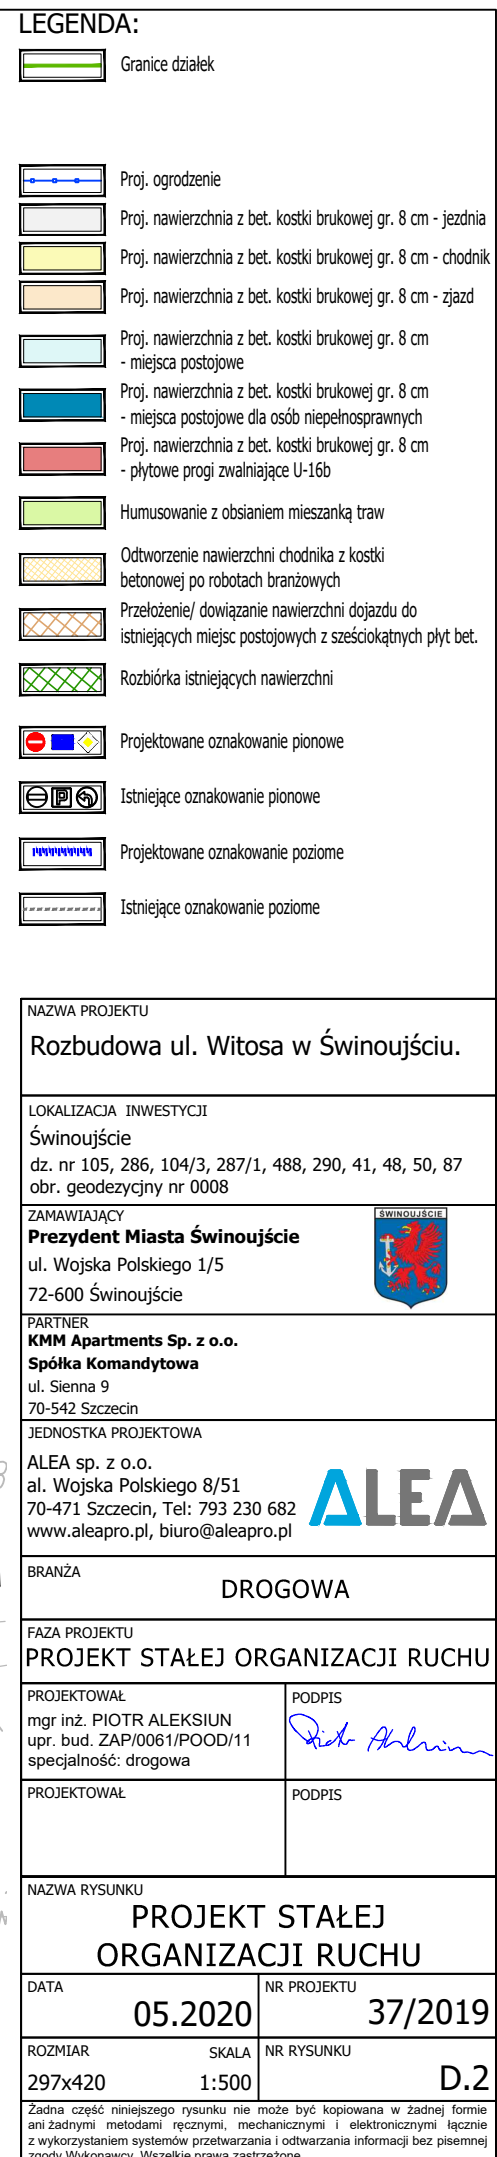 LEGENDA:
Granice działek
Proj. ogrodzenie
Proj. nawierzchnia z bet. kostki brukowej gr. 8 cm - jezdnia
Proj. nawierzchnia z bet. kostki brukowej gr. 8 cm - chodnik
Proj. nawierzchnia z bet. kostki brukowej gr. 8 cm - zjazd
Proj. nawierzchnia z bet. kostki brukowej gr. 8 cm
- miejsca postojowe
Proj. nawierzchnia z bet. kostki brukowej gr. 8 cm
- miejsca postojowe dla osób niepełnosprawnych
Proj. nawierzchnia z bet. kostki brukowej gr. 8 cm
- płytowe progi zwalniające U-16b
Humusowanie z obsianiem mieszanką traw
Odtworzenie nawierzchni chodnika z kostki
betonowej po robotach branżowych
Przełożenie/ dowiązanie nawierzchni dojazdu do
istniejących miejsc postojowych z sześciokątnych płyt bet.
Rozbiórka istniejących nawierzchni
Projektowane oznakowanie pionowe
P
Istniejące oznakowanie pionowe
Projektowane oznakowanie poziome
Istniejące oznakowanie poziome
NAZWA PROJEKTU
Rozbudowa ul. Witosa w Świnoujściu.
LOKALIZACJA INWESTYCJI
Świnoujście
dz. nr 105, 286, 104/3, 287/1, 488, 290, 41, 48, 50, 87
obr. geodezycjny nr 0008
ZAMAWIAJĄCY
Prezydent Miasta Świnoujście
ul. Wojska Polskiego 1/5
72-600 Świnoujście
ŚWINOUJŚCIE
PARTNER
KMM Apartments Sp. z o.o.
Spółka Komandytowa
ul. Sienna 9
70-542 Szczecin
JEDNOSTKA PROJEKTOWA
ALEA sp. z o.o.
al. Wojska Polskiego 8/51
70-471 Szczecin, Tel: 793 230 682
www.aleapro.pl, biuro@aleapro.pl
ALEA
BRANŻA
DROGOWA
FAZA PROJEKTU
PROJEKT STAŁEJ ORGANIZACJI RUCHU
PROJEKTOWAŁ
mgr inż. PIOTR ALEKSIUN
upr. bud. ZAP/0061/POOD/11
specjalność: drogowa
PODPIS
PROJEKTOWAŁ
PODPIS
NAZWA RYSUNKU
PROJEKT STAŁEJ
ORGANIZACJI RUCHU
DATA
05.2020
NR PROJEKTU
37/2019
ROZMIAR
297x420
SKALA
1:500
NR RYSUNKU
D.2
Żadna część niniejszego rysunku nie może być kopiowana w żadnej formie
ani żadnymi metodami ręcznymi, mechanicznymi i elektronicznymi łącznie
z wykorzystaniem systemów przetwarzania i odtwarzania informacji bez pisemnej
zgody Wykonawcy. Wszelkie prawa zastrzeżone